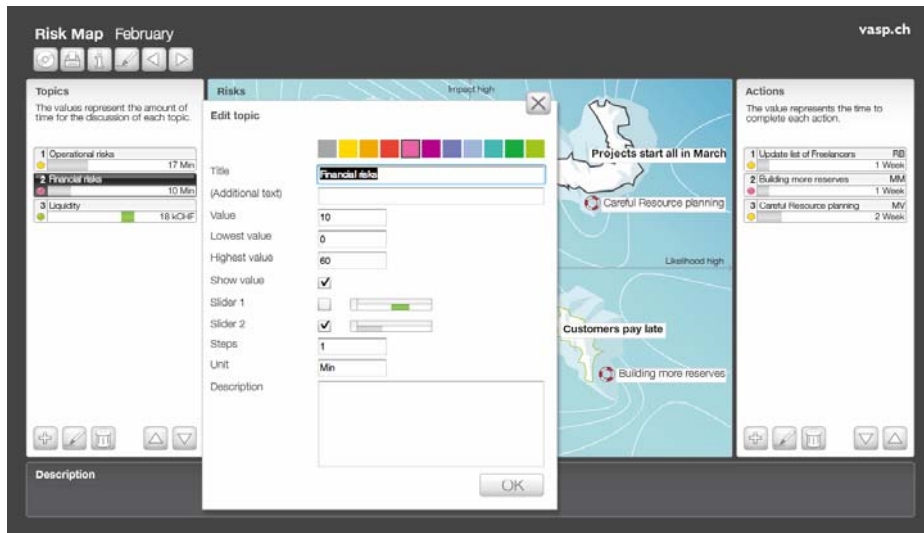 Risk Map February
vasp.ch
Topics
The values represent the amount of
time for the discussion of each topic.
1 Operational risks
17 Min
2 Financial risks
10 Min
3 Liquidity
18 kCHF
Risks
Impact high
Edit topic
Title
Financial risks
(Additional text)
Value
10
Lowest value
0
Highest value
60
Show value
Slider 1
Slider 2
Steps
1
Unit
Min
Description
OK
Projects start all in March
Careful Resource planning
Likelihood high
Customers pay late
Building more reserves
Actions
The value represents the time to
complete each action.
1 Update list of Freelancers RB
1 Week
2 Building more reserves MM
1 Week
3 Careful Resource planning MV
2 Week
Description